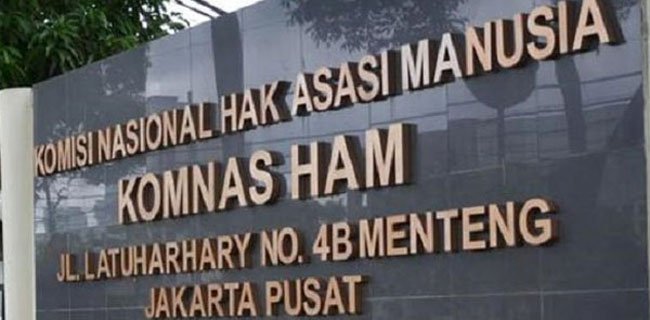 KOMISI NASIONAL HAK ASASI MANUSIA
KOMNAS HAM
JL. LATUHARHARY NO. 4B MENTENG
JAKARTA PUSAT